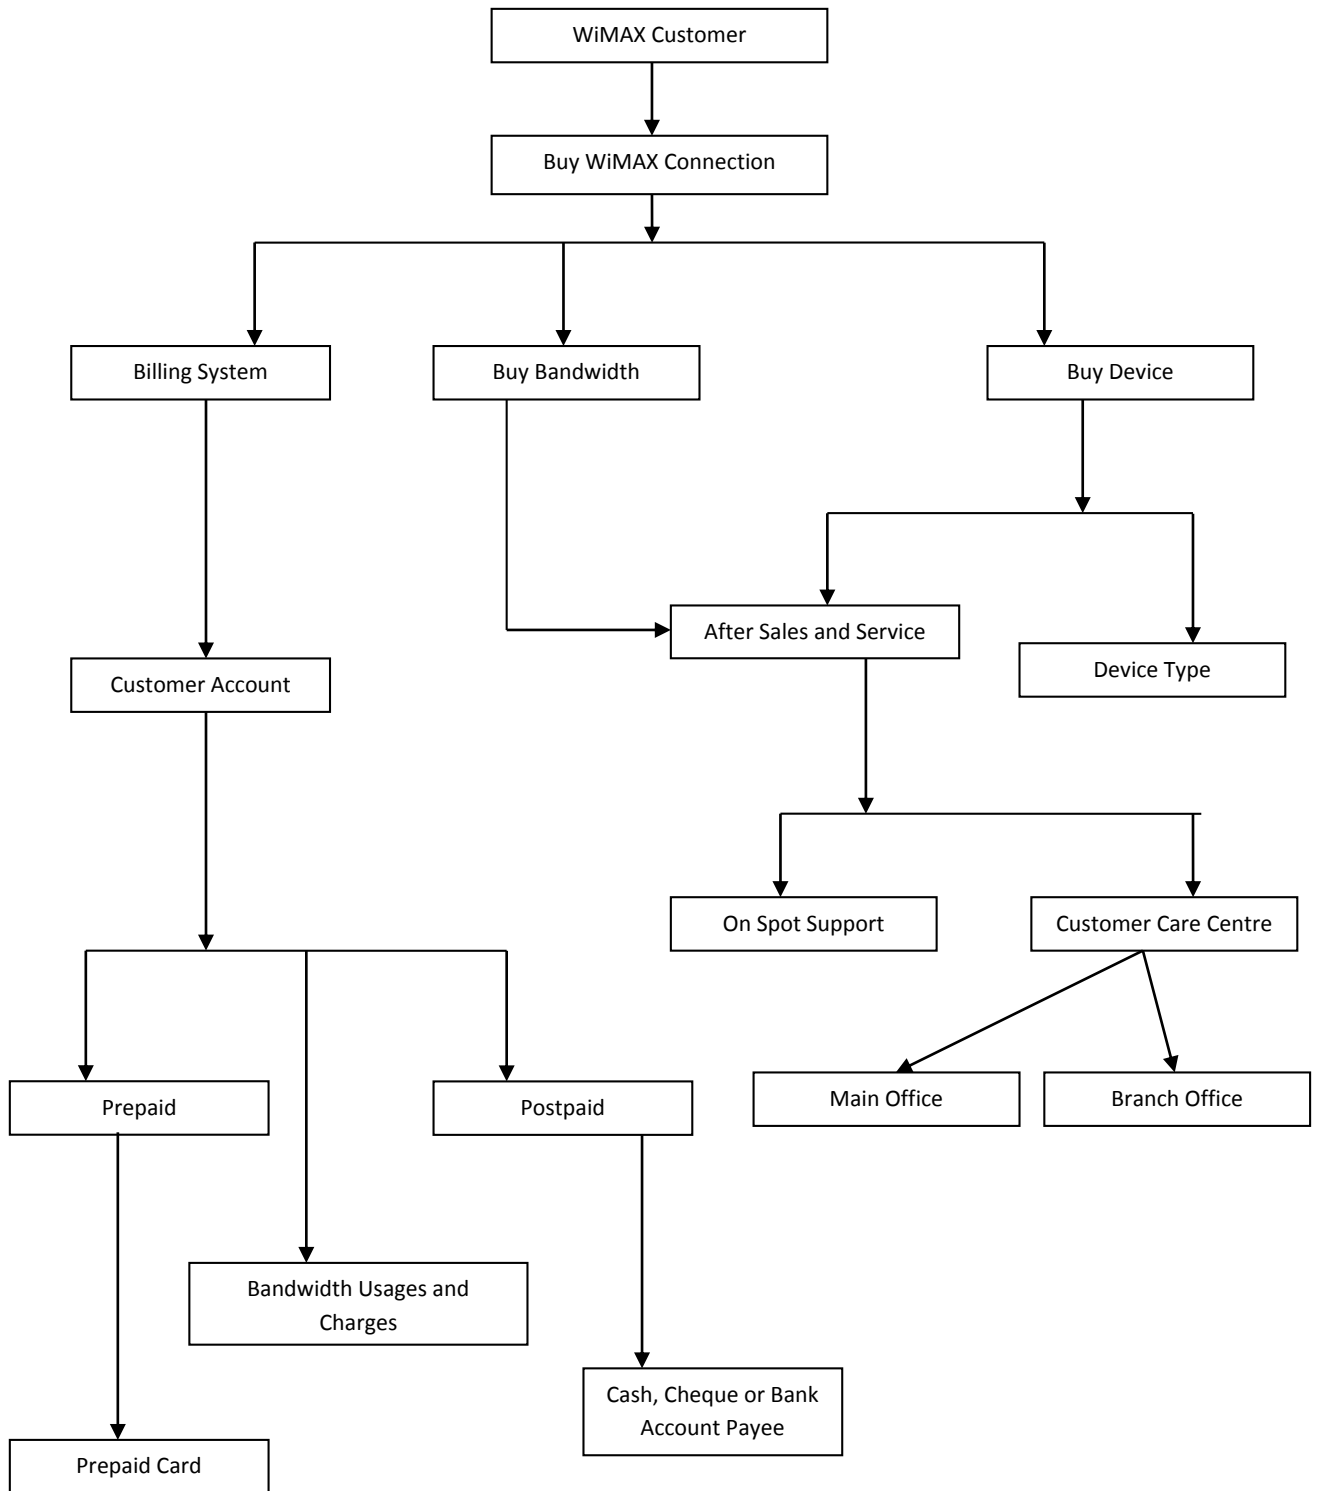 WiMAX Customer
Buy WiMAX Connection
Billing System
Buy Bandwidth
Buy Device
After Sales and Service
Device Type
Customer Account
On Spot Support
Customer Care Centre
Main Office
Branch Office
Prepaid
Postpaid
Bandwidth Usages and
Charges
Cash, Cheque or Bank
Account Payee
Prepaid Card